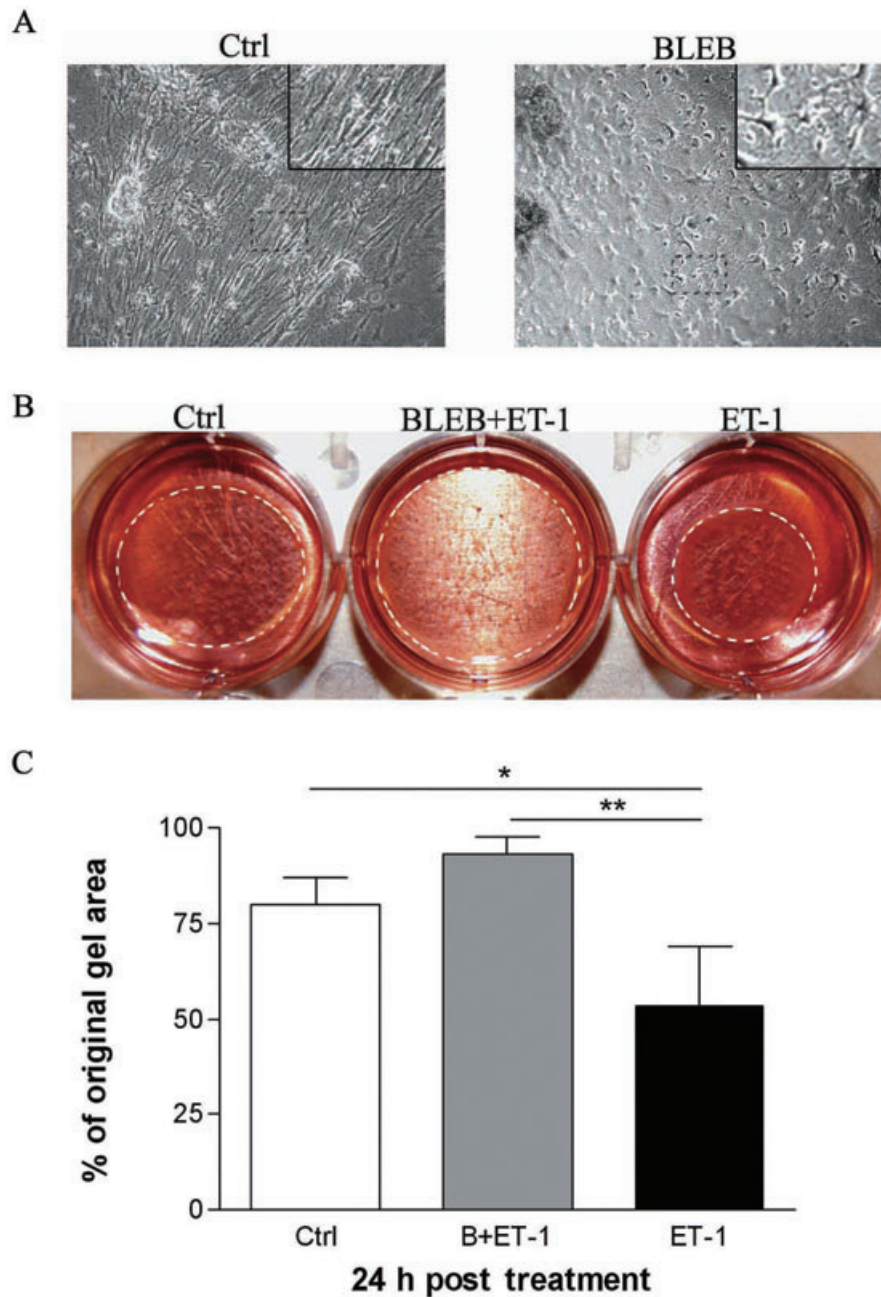 A
Ctrl
BLEB
B
Ctrl
BLEB+ET-1
ET-1
C
*
**
100
75
50
25
0
% of original gel area
Ctrl
B+ET-1
ET-1
24 h post treatment